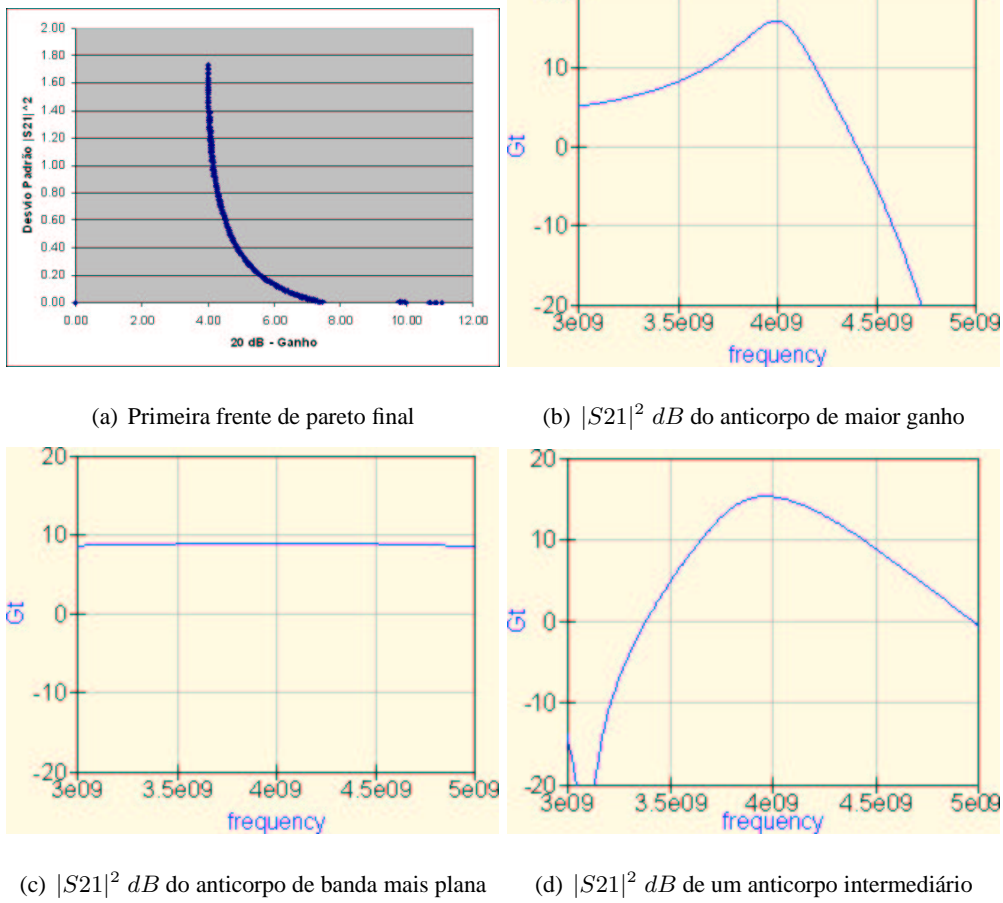 2.00
1.80
1.60
1.40
1.20
1.00
0.80
0.60
0.40
0.20
0.00
Desvio Padrão |S21|^2
0.00 2.00 4.00 6.00 8.00 10.00 12.00
20 dB - Ganho
10
0
-10
-20
Gt
3e09 3.5e09 4e09 4.5e09 5e09
frequency
(a) Primeira frente de pareto final
(b) |S21|² dB do anticorpo de maior ganho
20
10
0
-10
-20
Gt
3e09 3.5e09 4e09 4.5e09 5e09
frequency
20
10
0
-10
-20
Gt
3e09 3.5e09 4e09 4.5e09 5e09
frequency
(c) |S21|² dB do anticorpo de banda mais plana
(d) |S21|² dB de um anticorpo intermediário